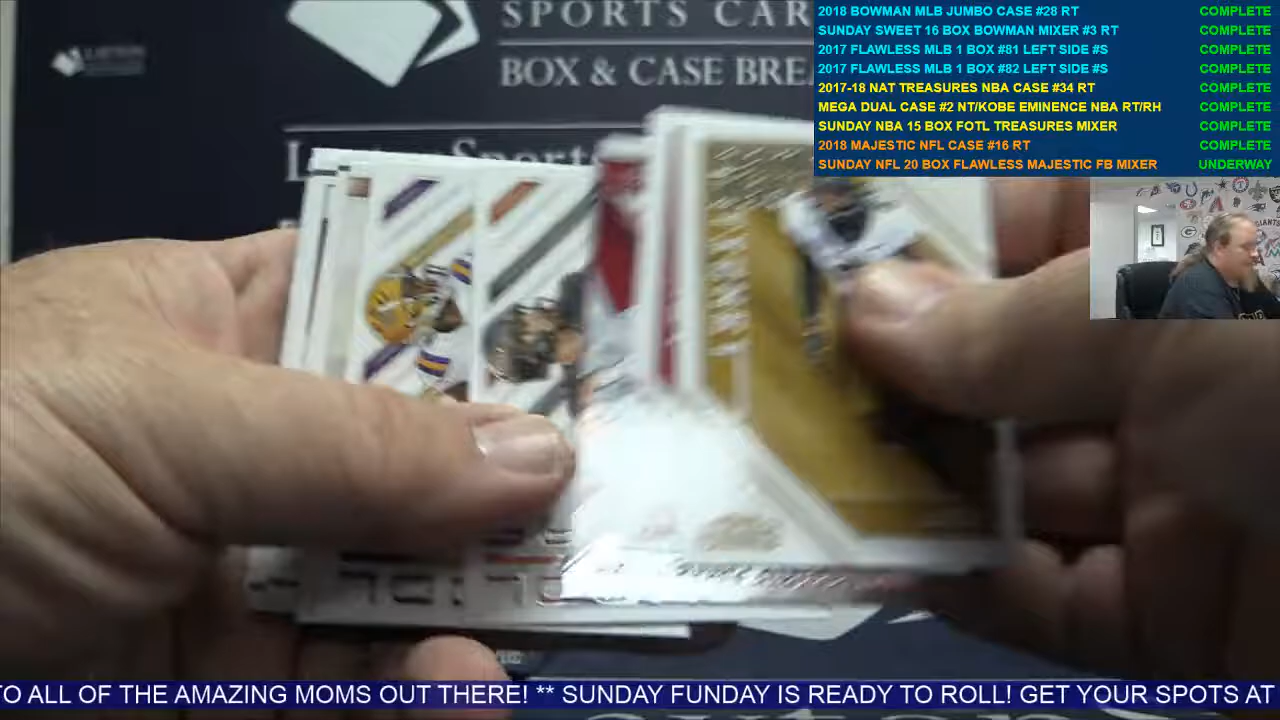 SPORTS CAR
BOX & CASE BREA
2018 BOWMAN MLB JUMBO CASE #28 RT COMPLETE
SUNDAY SWEET 16 BOX BOWMAN MIXER #3 RT COMPLETE
2017 FLAWLESS MLB 1 BOX #81 LEFT SIDE #S COMPLETE
2017 FLAWLESS MLB 1 BOX #82 LEFT SIDE #S COMPLETE
2017-18 NAT TREASURES NBA CASE #34 RT COMPLETE
MEGA DUAL CASE #2 NT/KOBE EMINENCE NBA RT/RH COMPLETE
SUNDAY NBA 15 BOX FOTL TREASURES MIXER COMPLETE
2018 MAJESTIC NFL CASE #16 RT COMPLETE
SUNDAY NFL 20 BOX FLAWLESS MAJESTIC FB MIXER UNDERWAY
TO ALL OF THE AMAZING MOMS OUT THERE! ** SUNDAY FUNDAY IS READY TO ROLL! GET YOUR SPOTS AT